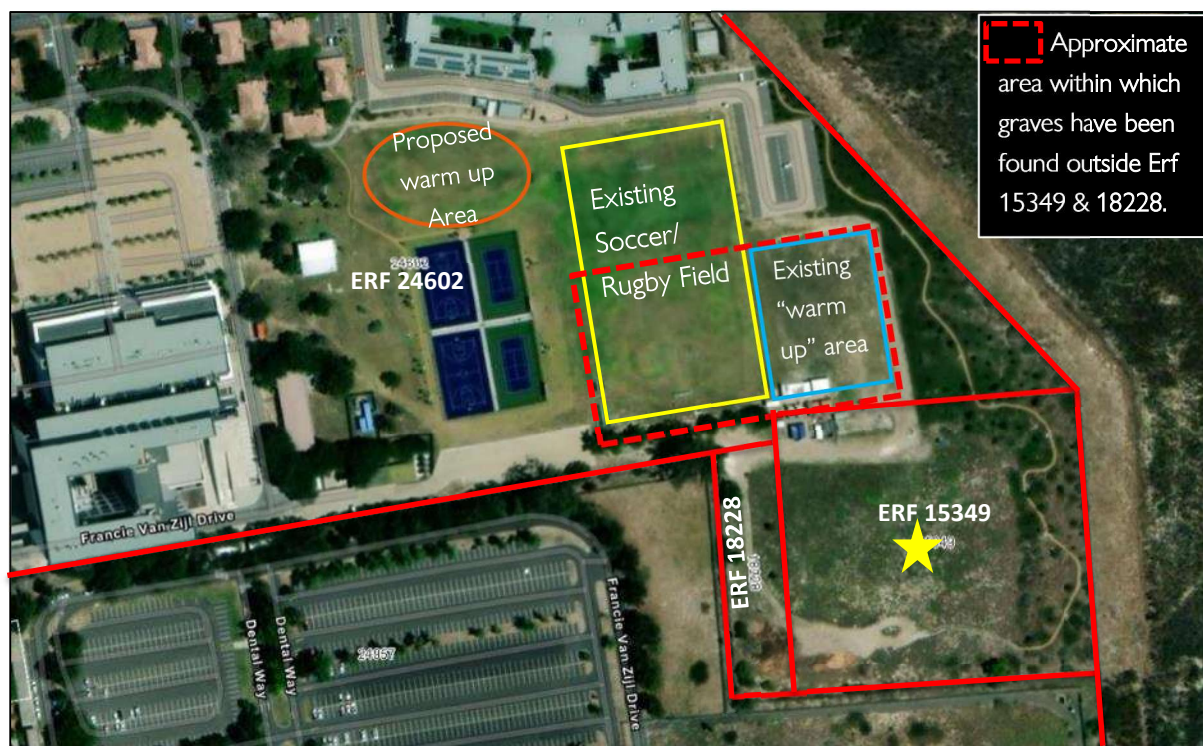 Approximate
area within which
graves have been
found outside Erf
15349 & 18228.
Proposed
warm up
Area
Existing
Soccer/
Rugby Field
Existing
"warm
up" area
ERF 24602
ERF 18228
ERF 15349
Francie Van Zijl Drive
Dental Way
Dental Way
24857
Francie Van Zijl Drive